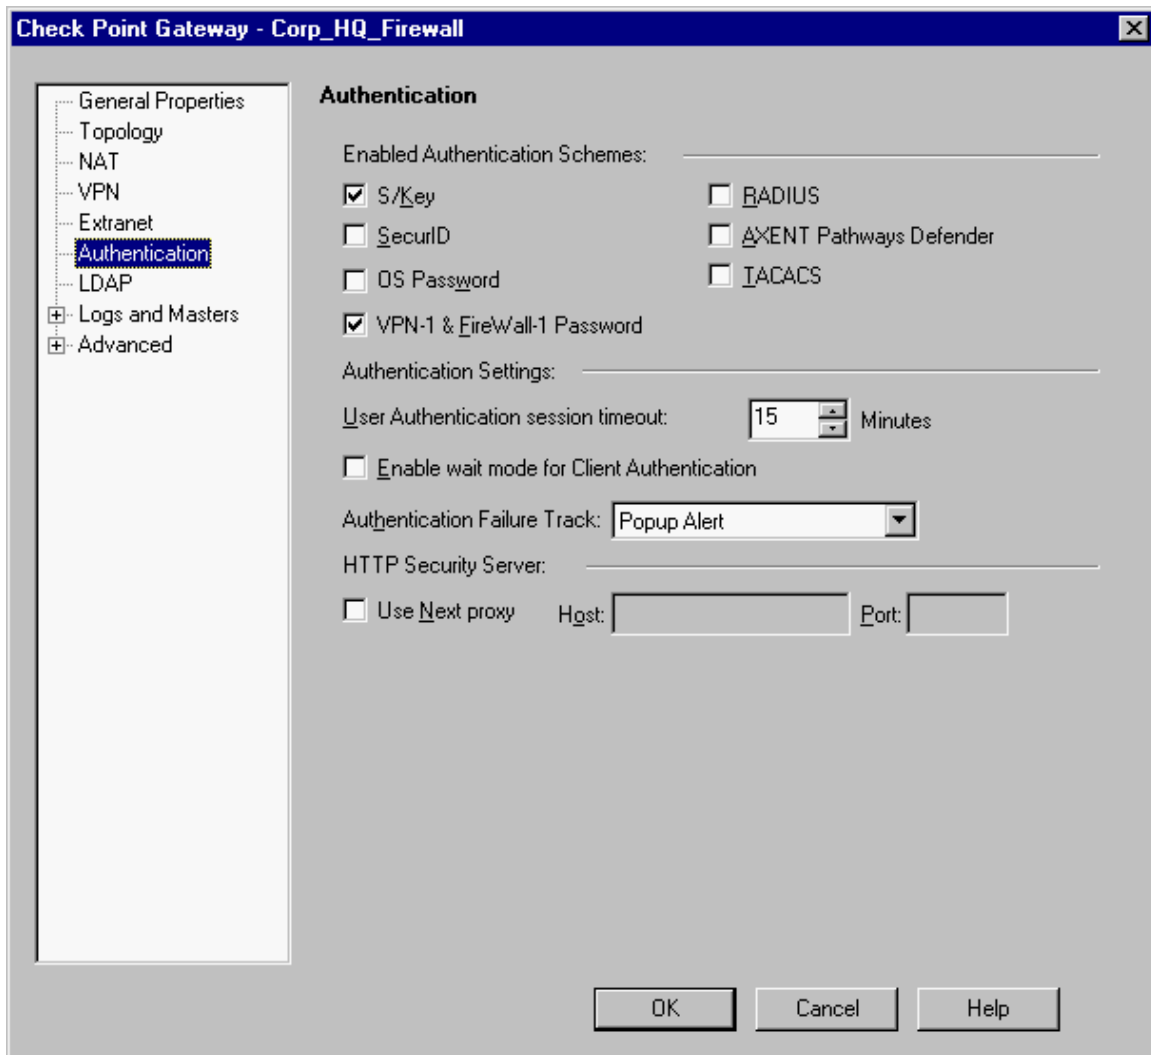 Check Point Gateway - Corp_HQ_Firewall
General Properties
Topology
NAT
VPN
Extranet
Authentication
LDAP
Logs and Masters
Advanced
Authentication
Enabled Authentication Schemes:
S/Key
RADIUS
SecurID
AXENT Pathways Defender
OS Password
TACACS
VPN-1 & FireWall-1 Password
Authentication Settings:
User Authentication session timeout: 15 Minutes
Enable wait mode for Client Authentication
Authentication Failure Track: Popup Alert
HTTP Security Server:
Use Next proxy Host: Port:
OK Cancel Help